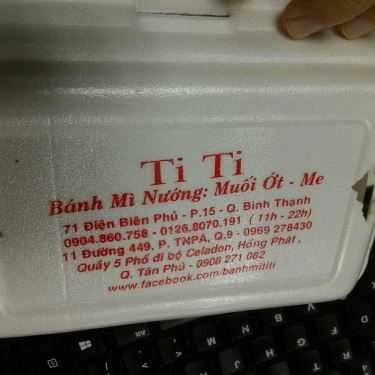 Ti Ti
Bánh Mì Nướng: Muối Ớt - Me
71 Điện Biên Phủ - P.15 - Q. Bình Thạnh
0904.860.758 - 0126.8070.191 ( 11h - 22h)
11 Đường 449, P. TNPA, Q.9 - 0969 278430
Quầy 5 Phố đi bộ Celadon, Hồng Phát,
Q. Tân Phú - 0908 271 062
www.facebook.com/banhmititi